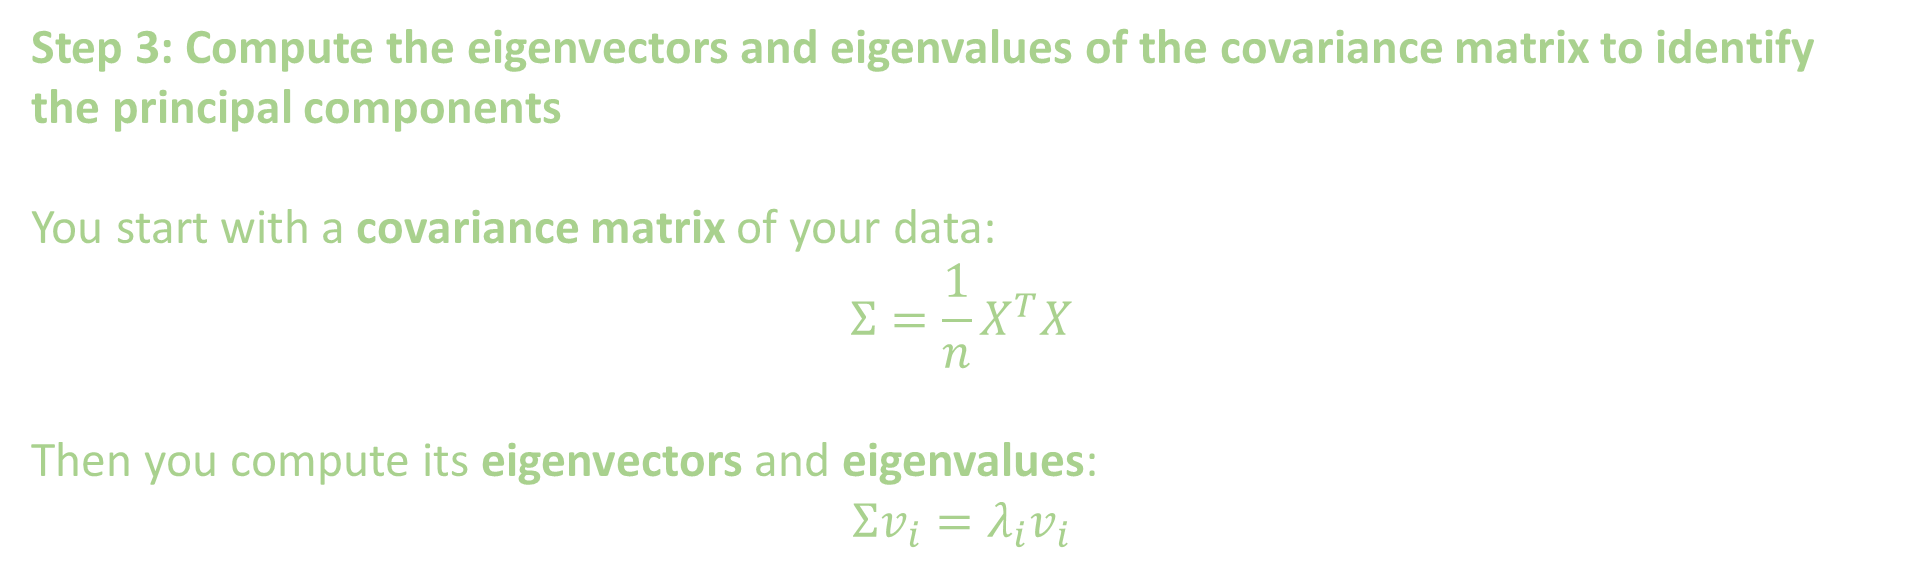 Step 3: Compute the eigenvectors and eigenvalues of the covariance matrix to identify
the principal components
You start with a covariance matrix of your data:
Σ = 1/n X^T X
Then you compute its eigenvectors and eigenvalues:
Σv_i = λ_i v_i